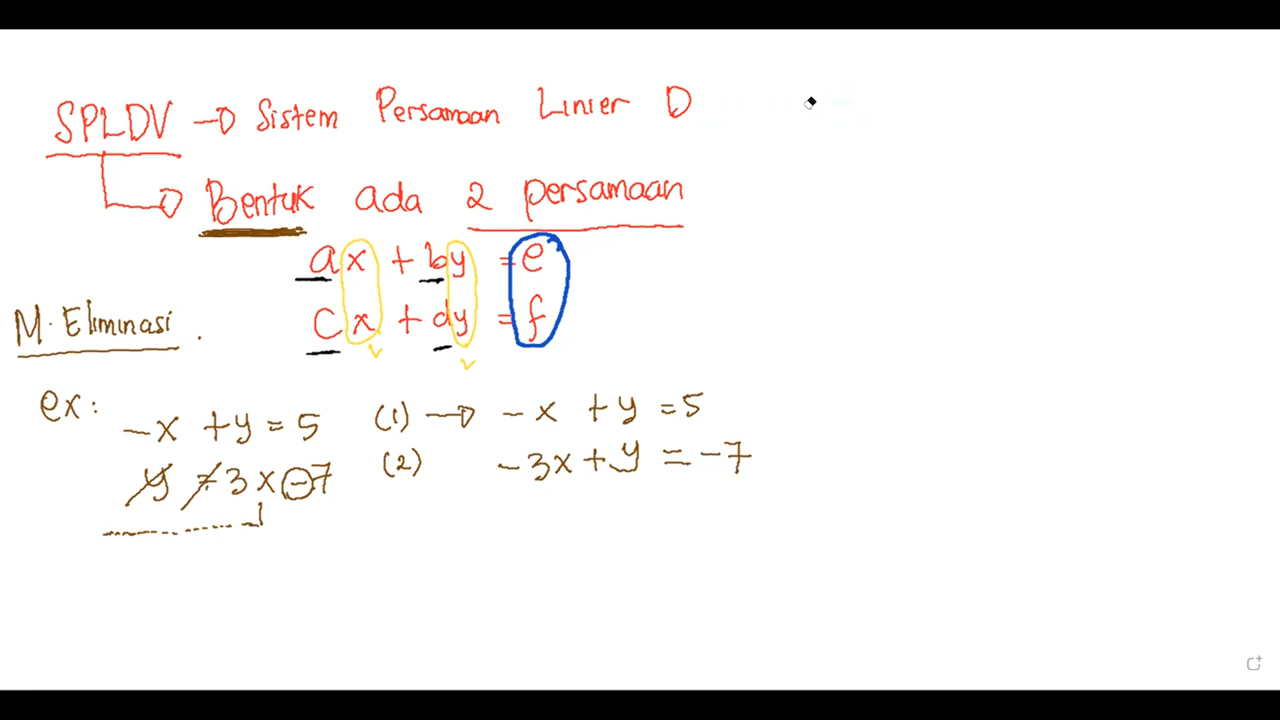 SPLDV → Sistem Persamaan Linier D
→ Bentuk ada 2 persamaan
ax + by = e
cx + dy = f
M. Eliminasi .
ex:
-x + y = 5 (1) → -x + y = 5
y = 3x - 7 (2) -3x + y = -7